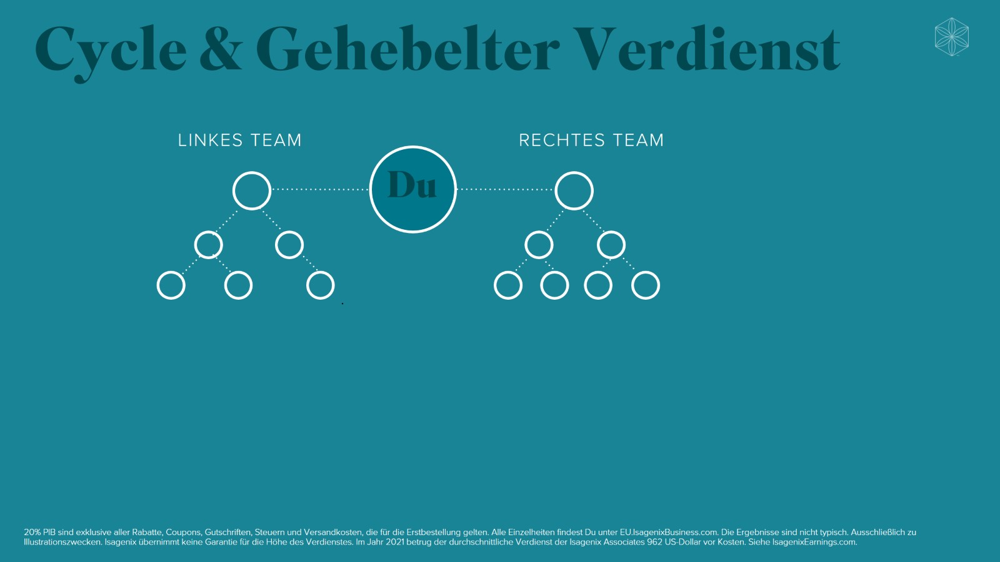 Cycle & Gehebelter Verdienst
LINKES TEAM
RECHTES TEAM
Du
20% PIB sind exklusive aller Rabatte, Coupons, Gutschriften, Steuern und Versandkosten, die für die Erstbestellung gelten. Alle Einzelheiten findest Du unter EU.IsagenixBusiness.com. Die Ergebnisse sind nicht typisch. Ausschließlich zu
Illustrationszwecken. Isagenix übernimmt keine Garantie für die Höhe des Verdienstes. Im Jahr 2021 betrug der durchschnittliche Verdienst der Isagenix Associates 962 US-Dollar vor Kosten. Siehe IsagenixEarnings.com.